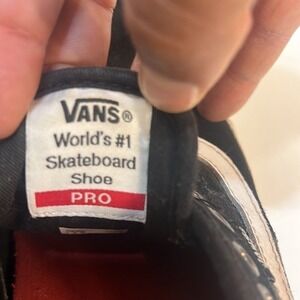 VANS®
World's #1
Skateboard
Shoe
PRO